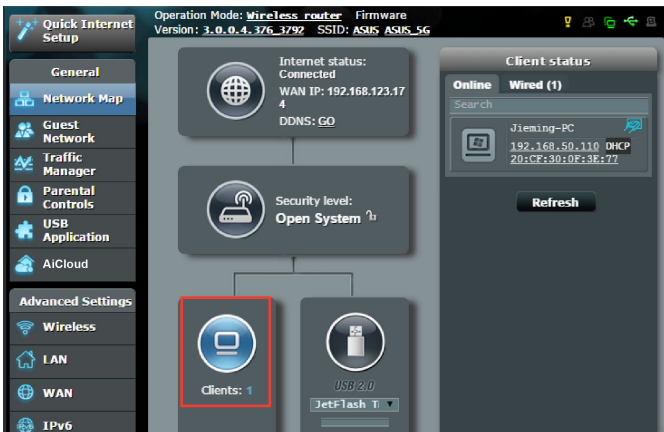 Quick Internet
Setup
Operation Mode: Wireless router Firmware
Version: 3.0.0.4.376_3792 SSID: ASUS ASUS_5G
General
Network Map
Guest
Network
Traffic
Manager
Parental
Controls
USB
Application
AiCloud
Advanced Settings
Wireless
LAN
WAN
IPv6
Internet status:
Connected
WAN IP: 192.168.123.17
4
DDNS: GO
Security level:
Open System
Clients: 1
USB 2.0
JetFlash Ti
Client status
Online Wired (1)
Search
Jieming-PC
192.168.50.110 DHCP
20:CF:30:0F:3E:77
Refresh